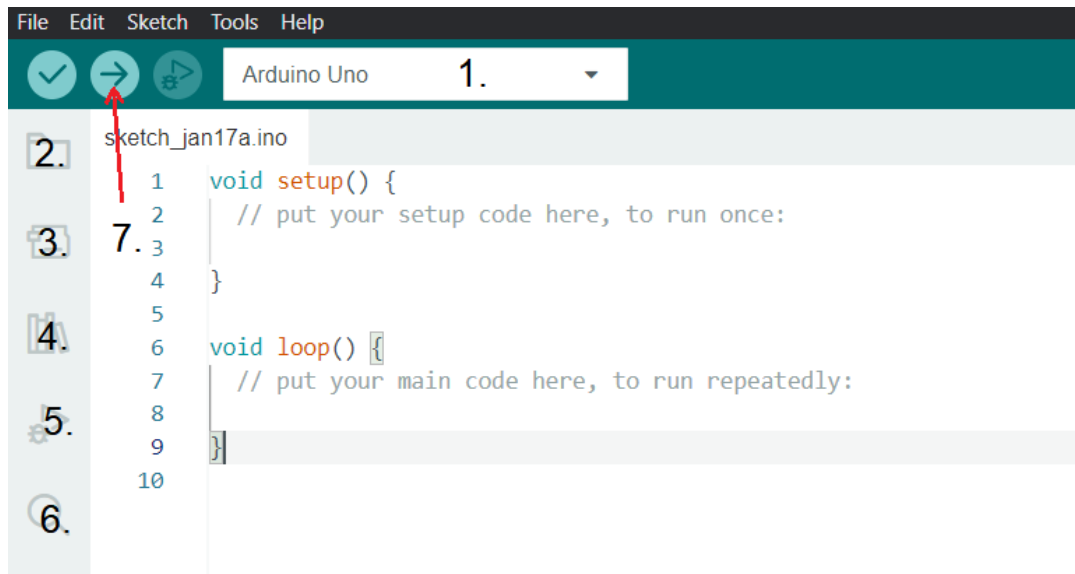 File Edit Sketch Tools Help
Arduino Uno 1.
sketch_jan17a.ino
2.
1 void setup() {
2 // put your setup code here, to run once:
3. 7. 3
4 }
5
4. 6 void loop() {
7 // put your main code here, to run repeatedly:
5. 8
9 }
10
6.